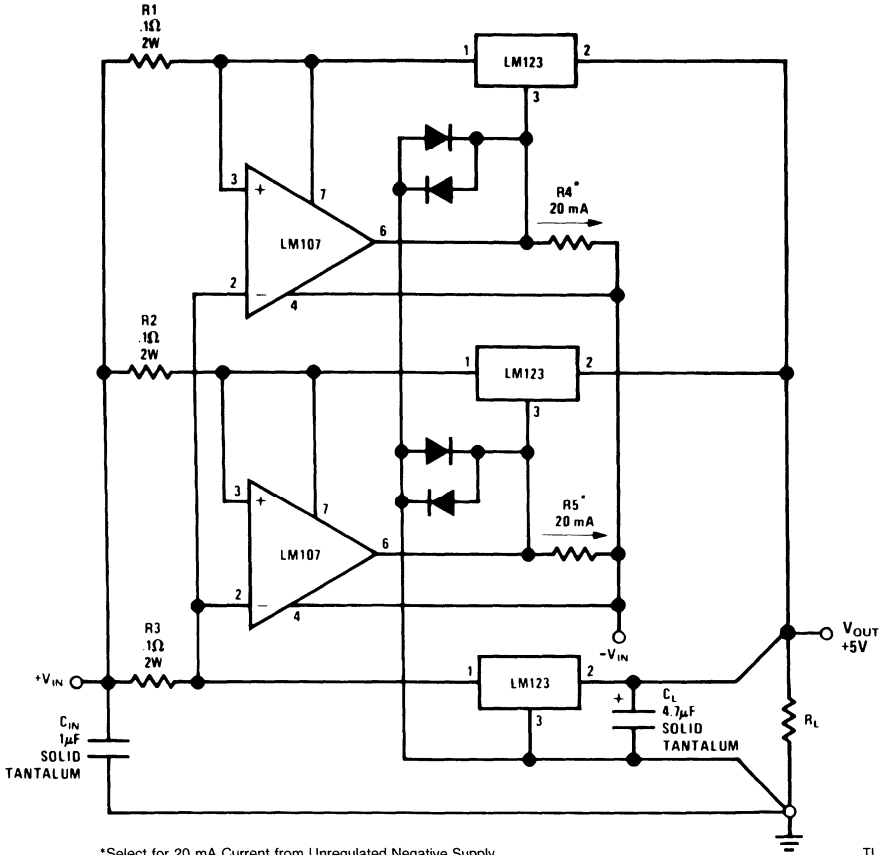 R1
.1Ω
2W
1
LM123
2
3
3
+
7
R4*
20 mA
LM107
6
2
−
4
R2
.1Ω
2W
1
LM123
2
3
3
+
7
R5*
20 mA
LM107
6
2
−
4
R3
.1Ω
2W
−VIN
VOUT
+5V
+VIN
1
LM123
2
3
+
CL
4.7µF
SOLID
TANTALUM
RL
CIN
1µF
SOLID
TANTALUM
*Select for 20 mA Current from Unregulated Negative Supply
TL